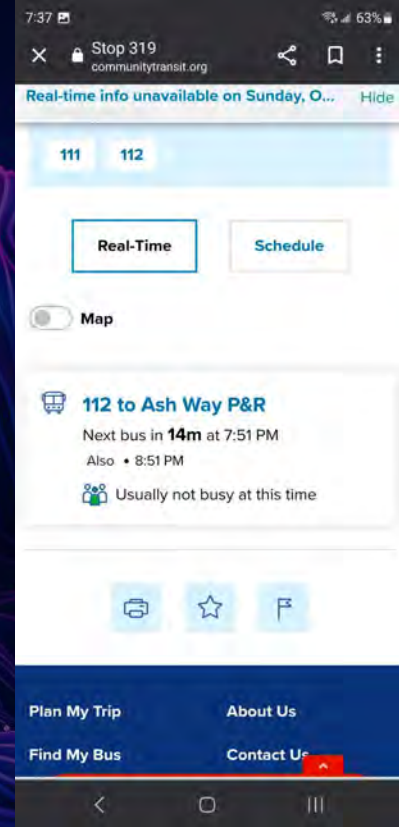 7:37 63%
Stop 319
communitytransit.org
Real-time info unavailable on Sunday, O... Hide
111 112
Real-Time Schedule
Map
112 to Ash Way P&R
Next bus in 14m at 7:51 PM
Also • 8:51 PM
Usually not busy at this time
Plan My Trip About Us
Find My Bus Contact Us